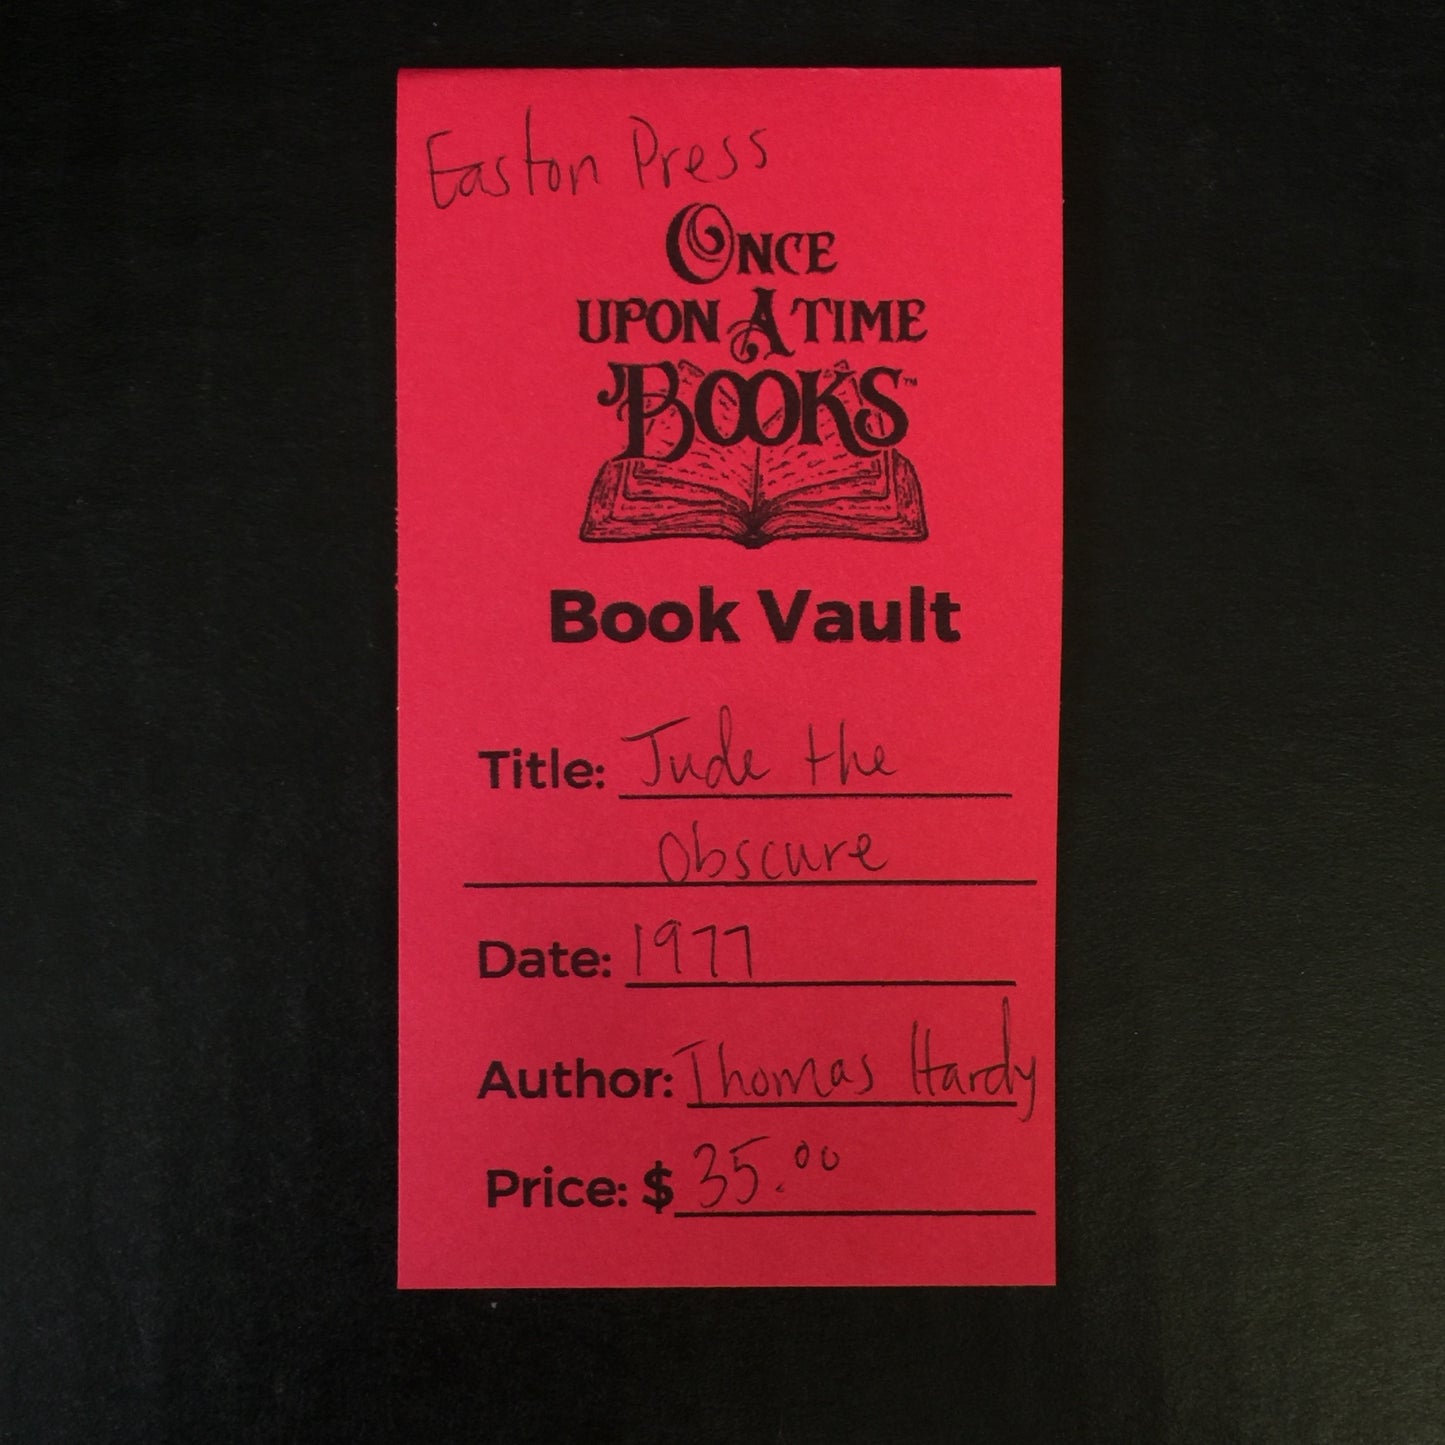 Easton Press
ONCE
UPON A TIME
BOOKS™
Book Vault
Title: Jude the
Obscure
Date: 1977
Author: Thomas Hardy
Price: $35.00